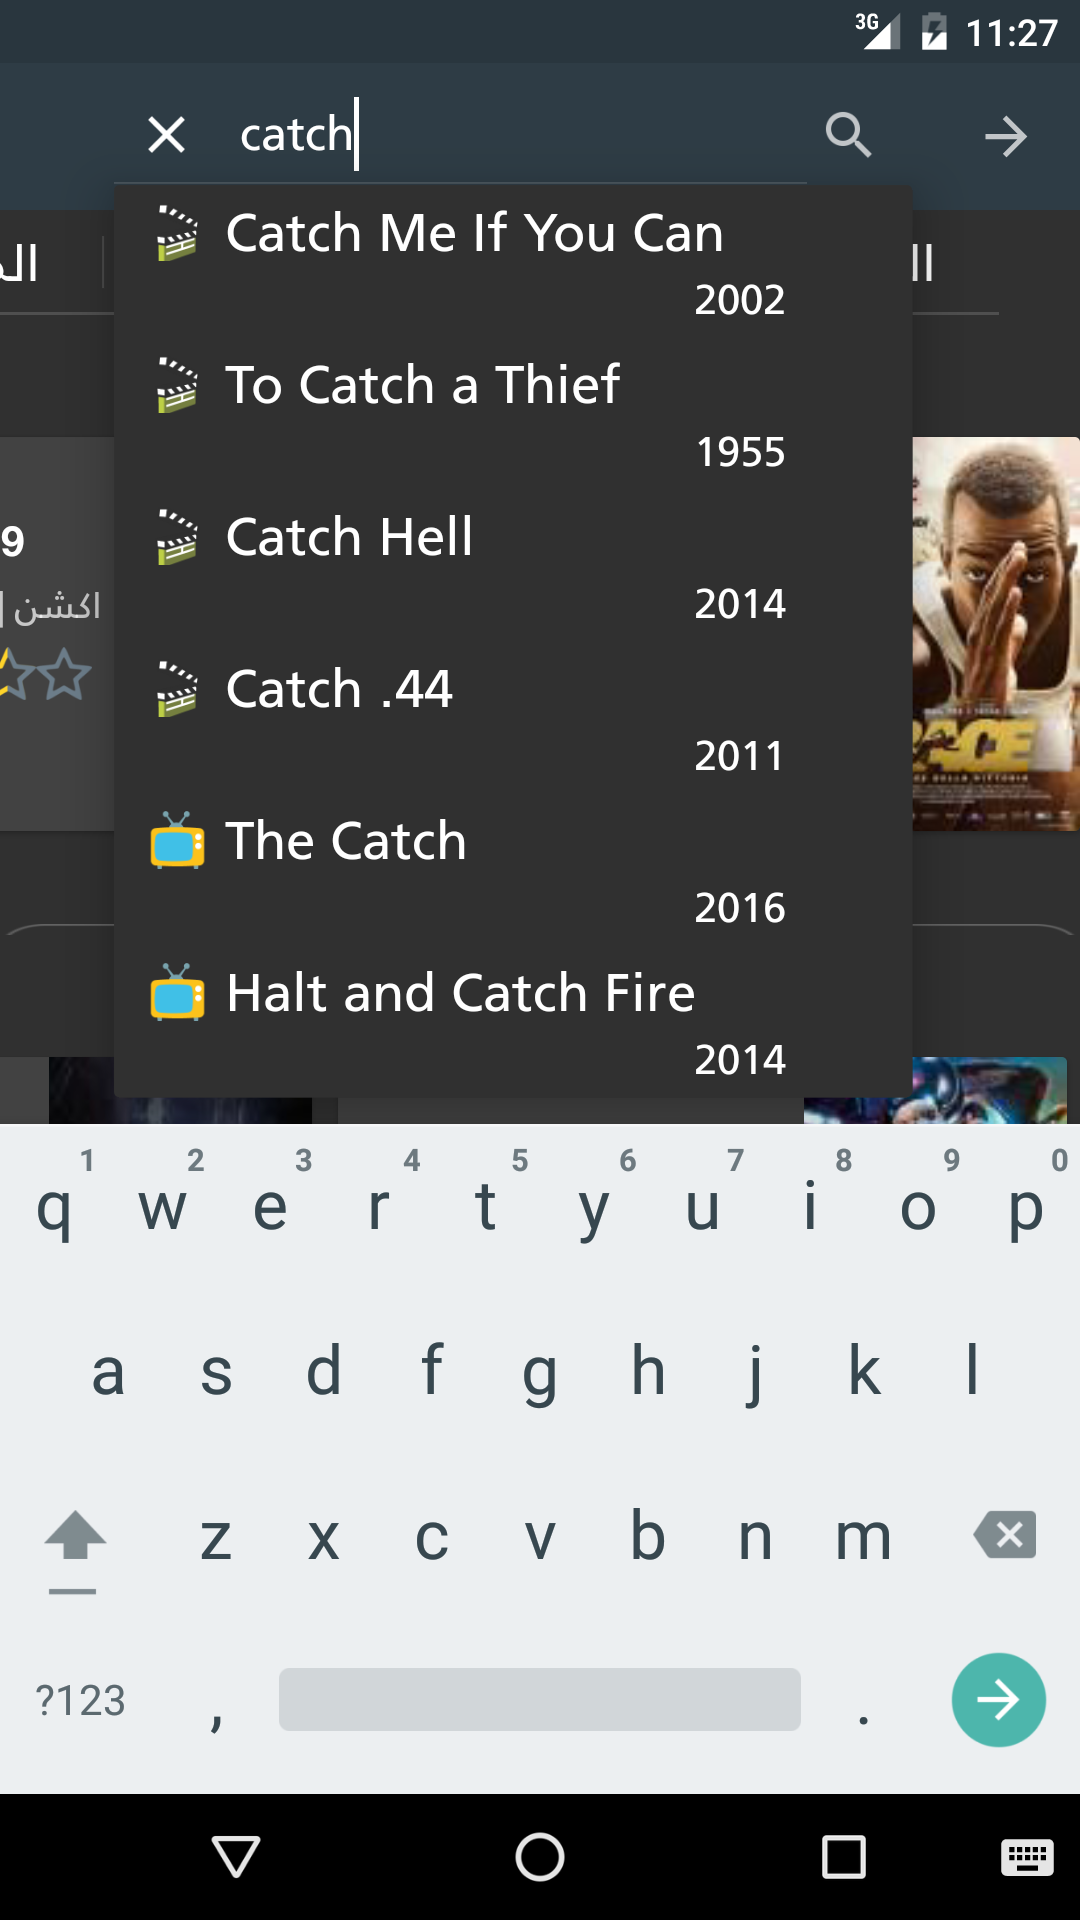 3G 11:27
catch
Catch Me If You Can
2002
To Catch a Thief
1955
Catch Hell
2014
Catch .44
2011
The Catch
2016
Halt and Catch Fire
2014
9
اكشن |
1 2 3 4 5 6 7 8 9 0
q w e r t y u i o p
a s d f g h j k l
z x c v b n m
?123 , .